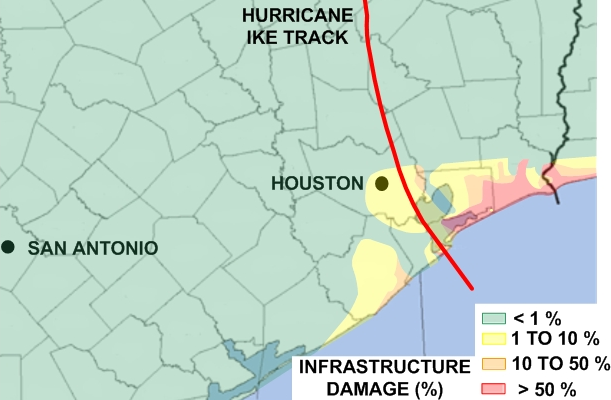 HURRICANE
IKE TRACK
HOUSTON
SAN ANTONIO
< 1 %
1 TO 10 %
10 TO 50 %
> 50 %
INFRASTRUCTURE
DAMAGE (%)